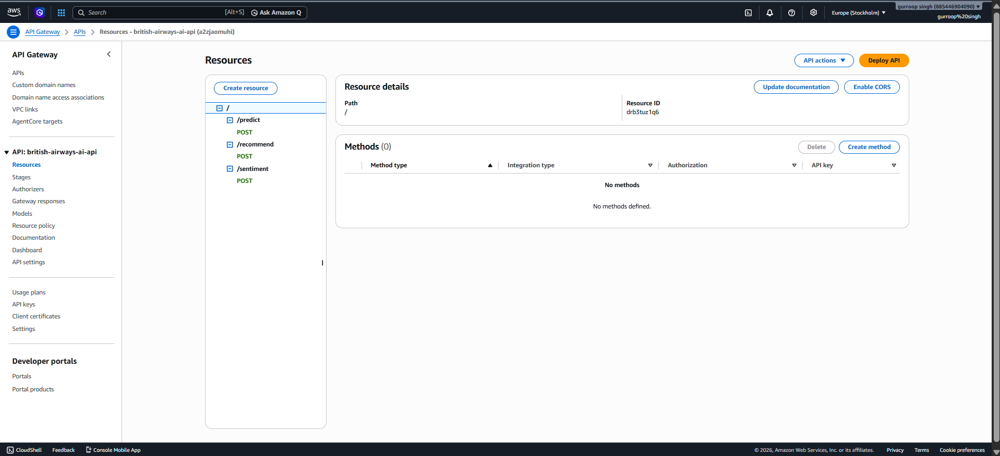 aws
Search
[Alt+S]
Ask Amazon Q
Europe (Stockholm)
gurroop singh (885446904090)
gurroop%20singh
API Gateway
APIs
Resources - british-airways-ai-api (a2zjaomuhi)
API Gateway
APIs
Custom domain names
Domain name access associations
VPC links
AgentCore targets
API: british-airways-ai-api
Resources
Stages
Authorizers
Gateway responses
Models
Resource policy
Documentation
Dashboard
API settings
Usage plans
API keys
Client certificates
Settings
Developer portals
Portals
Portal products
Resources
API actions
Deploy API
Create resource
/
/predict
POST
/recommend
POST
/sentiment
POST
Resource details
Update documentation
Enable CORS
Path
/
Resource ID
drb3tuz1q6
Methods (0)
Delete
Create method
Method type
Integration type
Authorization
API key
No methods
No methods defined.
CloudShell
Feedback
Console Mobile App
© 2026, Amazon Web Services, Inc. or its affiliates.
Privacy
Terms
Cookie preferences